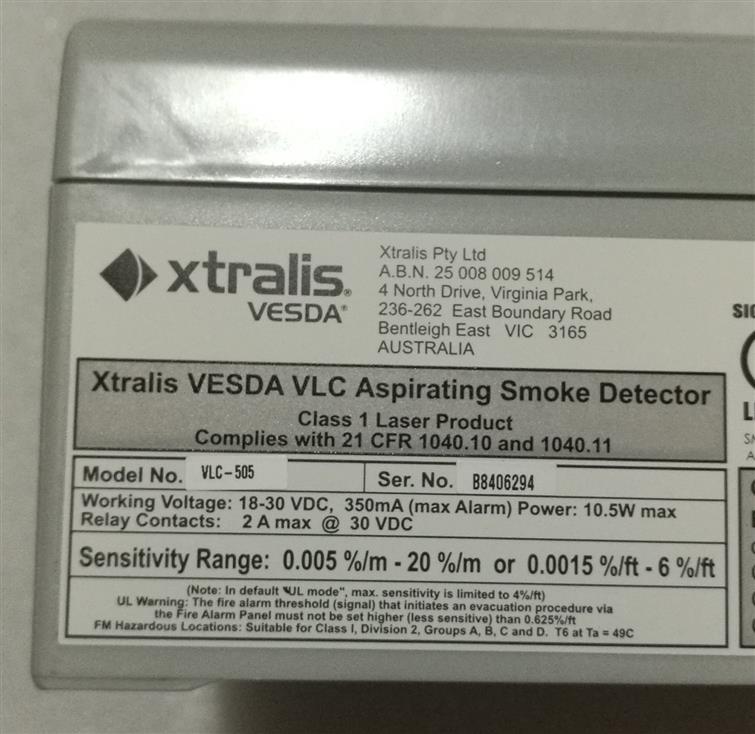 xtralis®
VESDA®
Xtralis Pty Ltd
A.B.N. 25 008 009 514
4 North Drive, Virginia Park,
236-262 East Boundary Road
Bentleigh East VIC 3165
AUSTRALIA
SIG
LI
Xtralis VESDA VLC Aspirating Smoke Detector
Class 1 Laser Product
Complies with 21 CFR 1040.10 and 1040.11
Model No. VLC-505 Ser. No. B8406294
Working Voltage: 18-30 VDC, 350mA (max Alarm) Power: 10.5W max
Relay Contacts: 2 A max @ 30 VDC
Sensitivity Range: 0.005 %/m - 20 %/m or 0.0015 %/ft - 6 %/ft
(Note: In default "UL mode", max. sensitivity is limited to 4%/ft)
UL Warning: The fire alarm threshold (signal) that initiates an evacuation procedure via
the Fire Alarm Panel must not be set higher (less sensitive) than 0.625%/ft
FM Hazardous Locations: Suitable for Class I, Division 2, Groups A, B, C and D. T6 at Ta = 49C